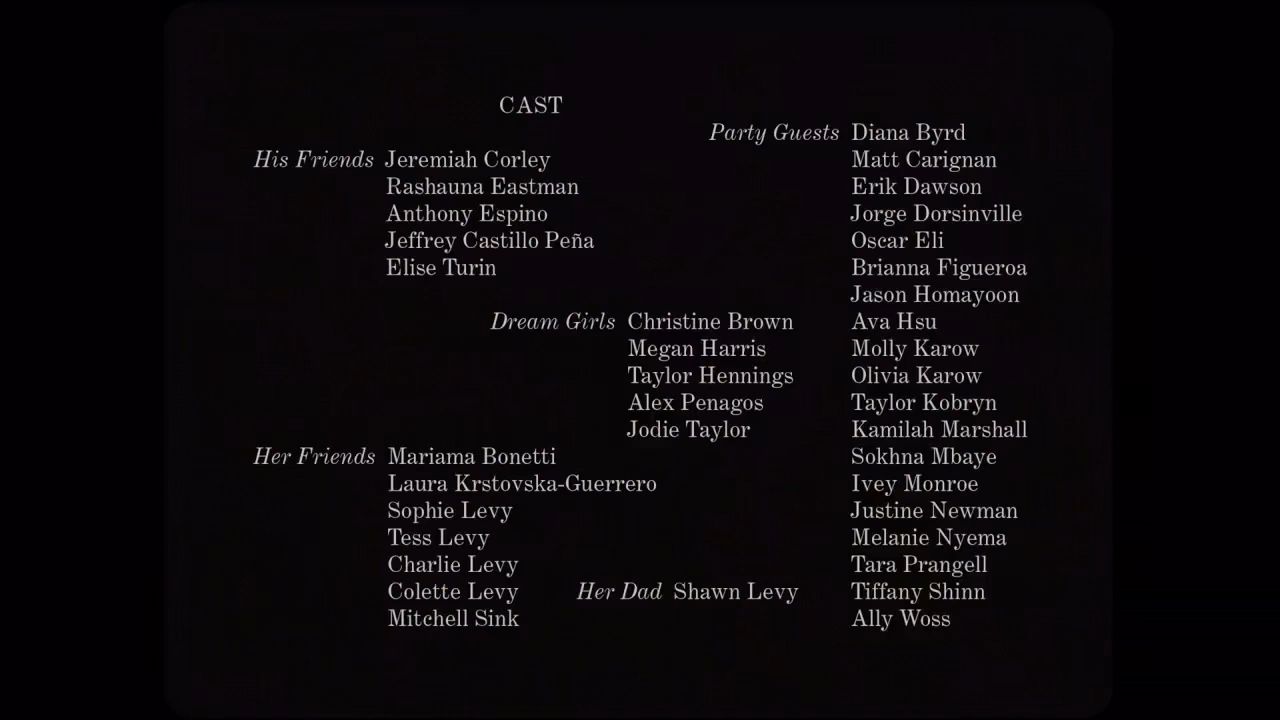 CAST
His Friends Jeremiah Corley
Rashauna Eastman
Anthony Espino
Jeffrey Castillo Peña
Elise Turin
Dream Girls Christine Brown
Megan Harris
Taylor Hennings
Alex Penagos
Jodie Taylor
Her Friends Mariama Bonetti
Laura Krstovska-Guerrero
Sophie Levy
Tess Levy
Charlie Levy
Colette Levy
Mitchell Sink
Her Dad Shawn Levy
Party Guests Diana Byrd
Matt Carignan
Erik Dawson
Jorge Dorsinville
Oscar Eli
Brianna Figueroa
Jason Homayoon
Ava Hsu
Molly Karow
Olivia Karow
Taylor Kobryn
Kamilah Marshall
Sokhna Mbaye
Ivey Monroe
Justine Newman
Melanie Nyema
Tara Prangell
Tiffany Shinn
Ally Woss